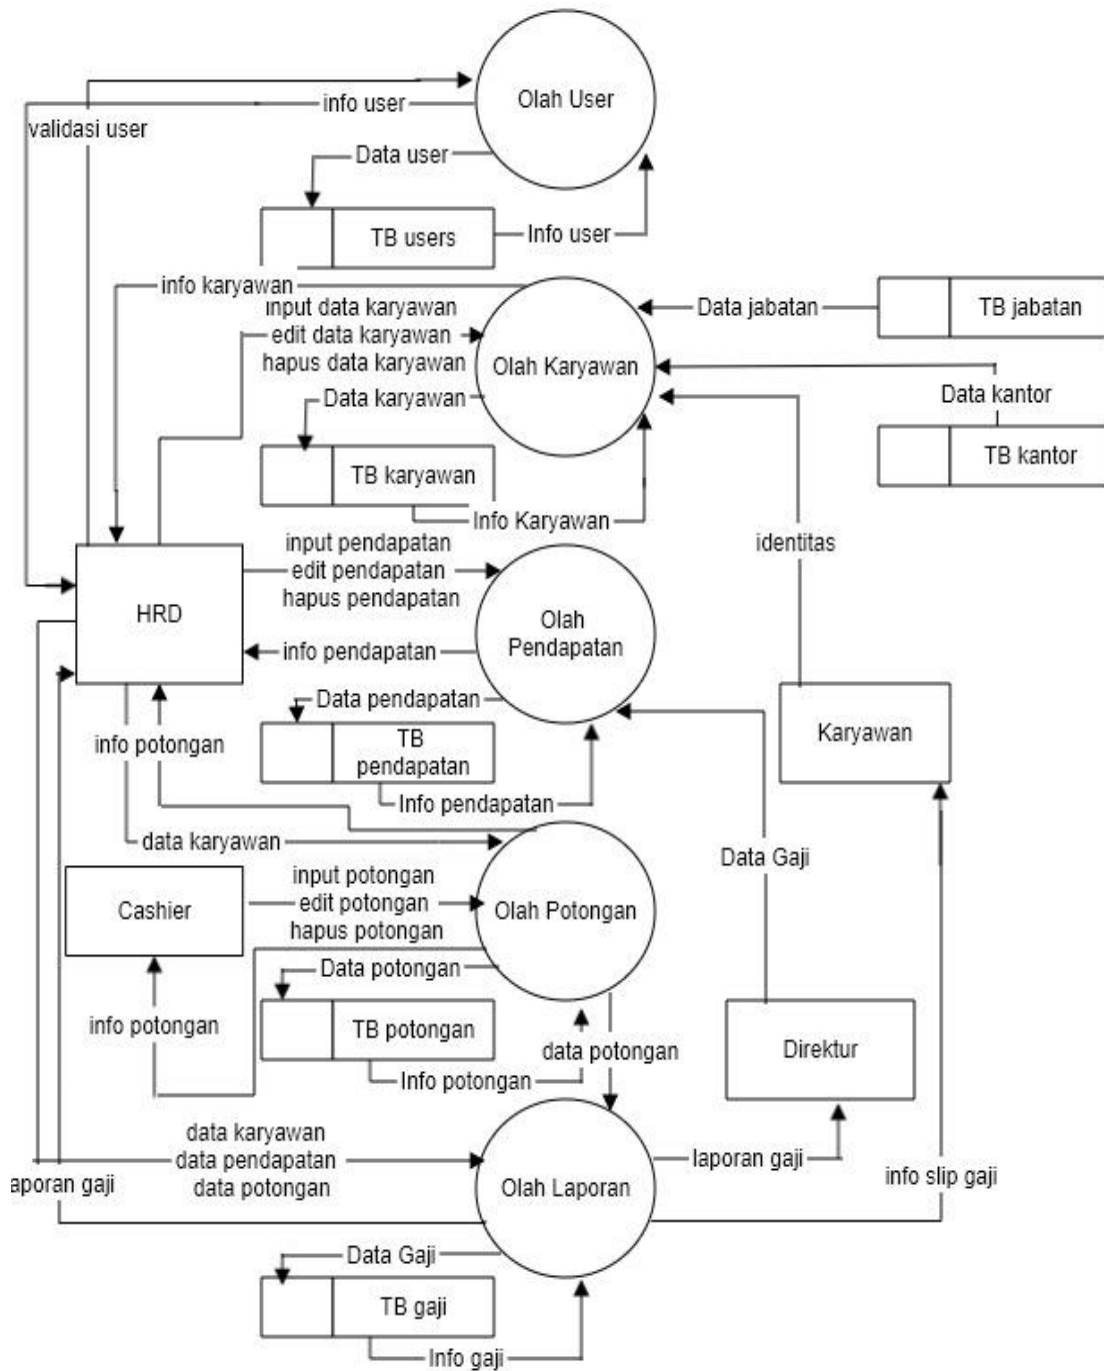 Olah User
info user
validasi user
Data user
TB users
Info user
info karyawan
input data karyawan
edit data karyawan
hapus data karyawan
Olah Karyawan
Data jabatan
TB jabatan
Data kantor
TB kantor
Data karyawan
TB karyawan
Info Karyawan
identitas
input pendapatan
edit pendapatan
hapus pendapatan
HRD
Olah
Pendapatan
info pendapatan
Data pendapatan
TB
pendapatan
Info pendapatan
Karyawan
info potongan
data karyawan
Data Gaji
Cashier
input potongan
edit potongan
hapus potongan
Olah Potongan
Data potongan
info potongan
TB potongan
Info potongan
data potongan
Direktur
data karyawan
data pendapatan
data potongan
aporan gaji
Olah Laporan
laporan gaji
info slip gaji
Data Gaji
TB gaji
Info gaji